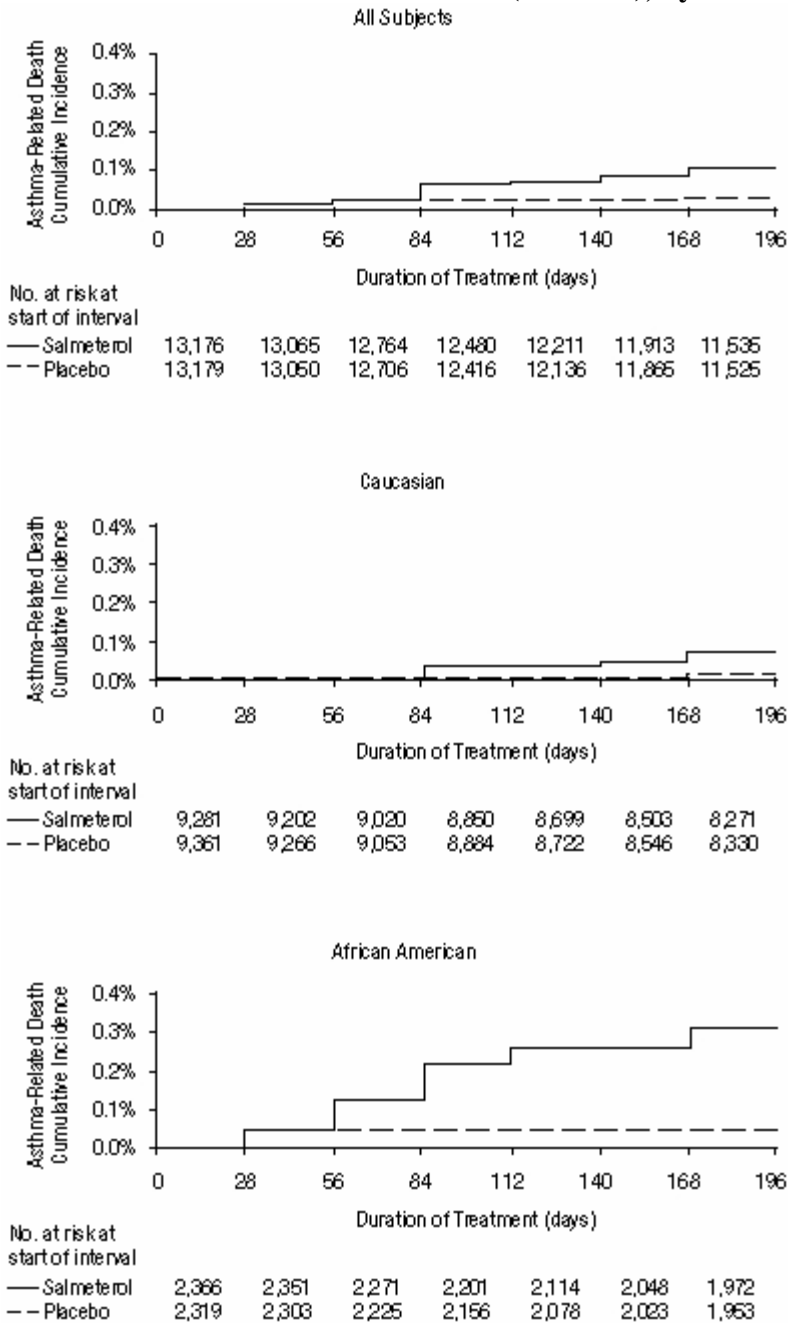 All Subjects
Asthma-Related Death
Cumulative Incidence
0.4%
0.3%
0.2%
0.1%
0.0%
0 28 56 84 112 140 168 196
Duration of Treatment (days)
No. at risk at
start of interval
Salmeterol 13,176 13,065 12,764 12,480 12,211 11,913 11,535
Placebo 13,179 13,050 12,706 12,416 12,136 11,865 11,525
Caucasian
Asthma-Related Death
Cumulative Incidence
0.4%
0.3%
0.2%
0.1%
0.0%
0 28 56 84 112 140 168 196
Duration of Treatment (days)
No. at risk at
start of interval
Salmeterol 9,281 9,202 9,020 8,850 8,699 8,503 8,271
Placebo 9,361 9,266 9,053 8,884 8,722 8,546 8,330
African American
Asthma-Related Death
Cumulative Incidence
0.4%
0.3%
0.2%
0.1%
0.0%
0 28 56 84 112 140 168 196
Duration of Treatment (days)
No. at risk at
start of interval
Salmeterol 2,366 2,351 2,271 2,201 2,114 2,048 1,972
Placebo 2,319 2,303 2,225 2,156 2,078 2,023 1,953